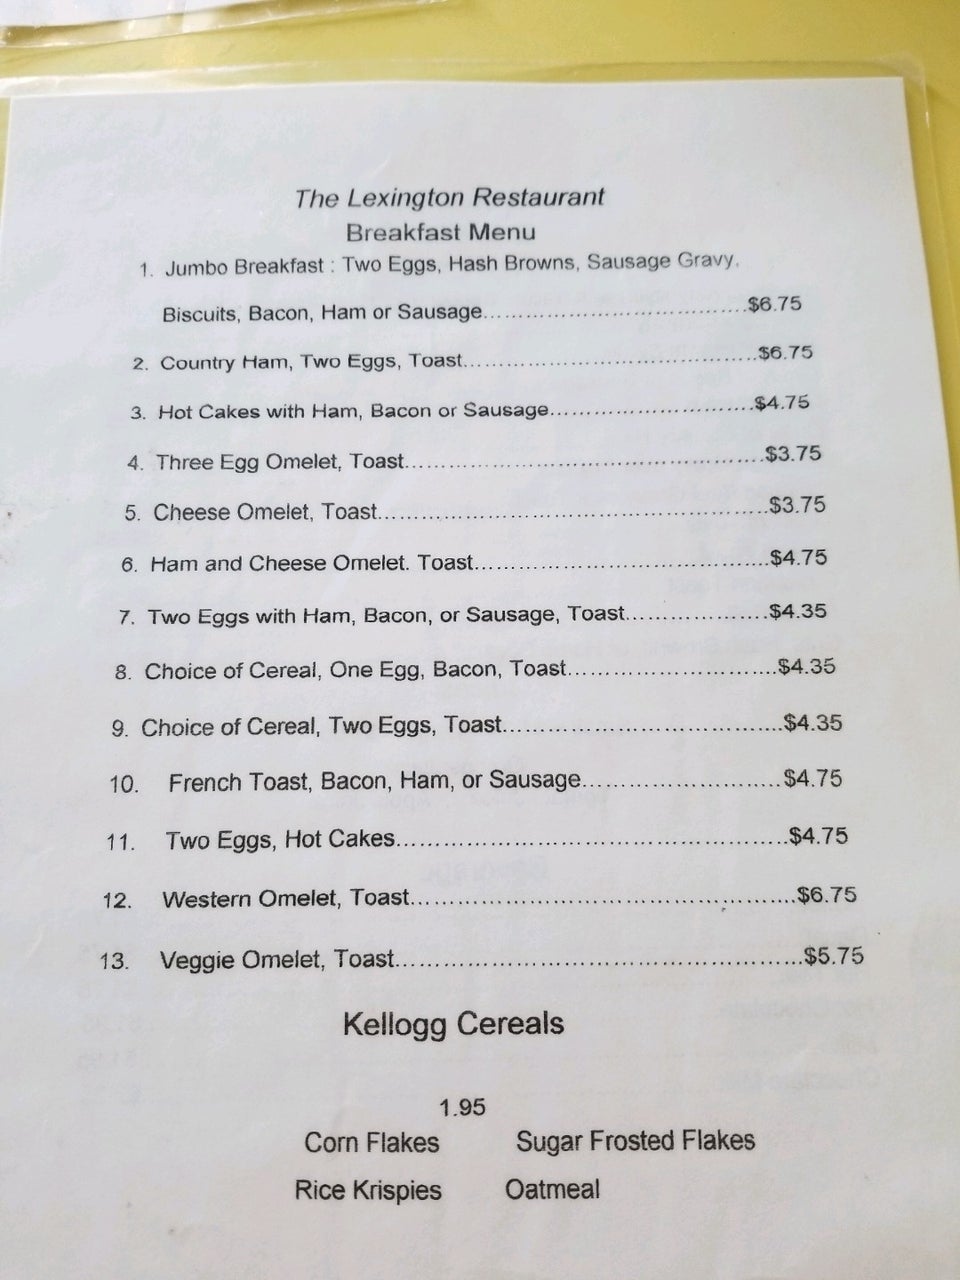 The Lexington Restaurant
Breakfast Menu
1. Jumbo Breakfast : Two Eggs, Hash Browns, Sausage Gravy,
Biscuits, Bacon, Ham or Sausage..............................................$6.75
2. Country Ham, Two Eggs, Toast..................................................$6.75
3. Hot Cakes with Ham, Bacon or Sausage...................................$4.75
4. Three Egg Omelet, Toast............................................................$3.75
5. Cheese Omelet, Toast.................................................................$3.75
6. Ham and Cheese Omelet. Toast.................................................$4.75
7. Two Eggs with Ham, Bacon, or Sausage, Toast........................$4.35
8. Choice of Cereal, One Egg, Bacon, Toast...................................$4.35
9. Choice of Cereal, Two Eggs, Toast...............................................$4.35
10. French Toast, Bacon, Ham, or Sausage.................................$4.75
11. Two Eggs, Hot Cakes..................................................................$4.75
12. Western Omelet, Toast................................................................$6.75
13. Veggie Omelet, Toast....................................................................$5.75
Kellogg Cereals
1.95
Corn Flakes Sugar Frosted Flakes
Rice Krispies Oatmeal